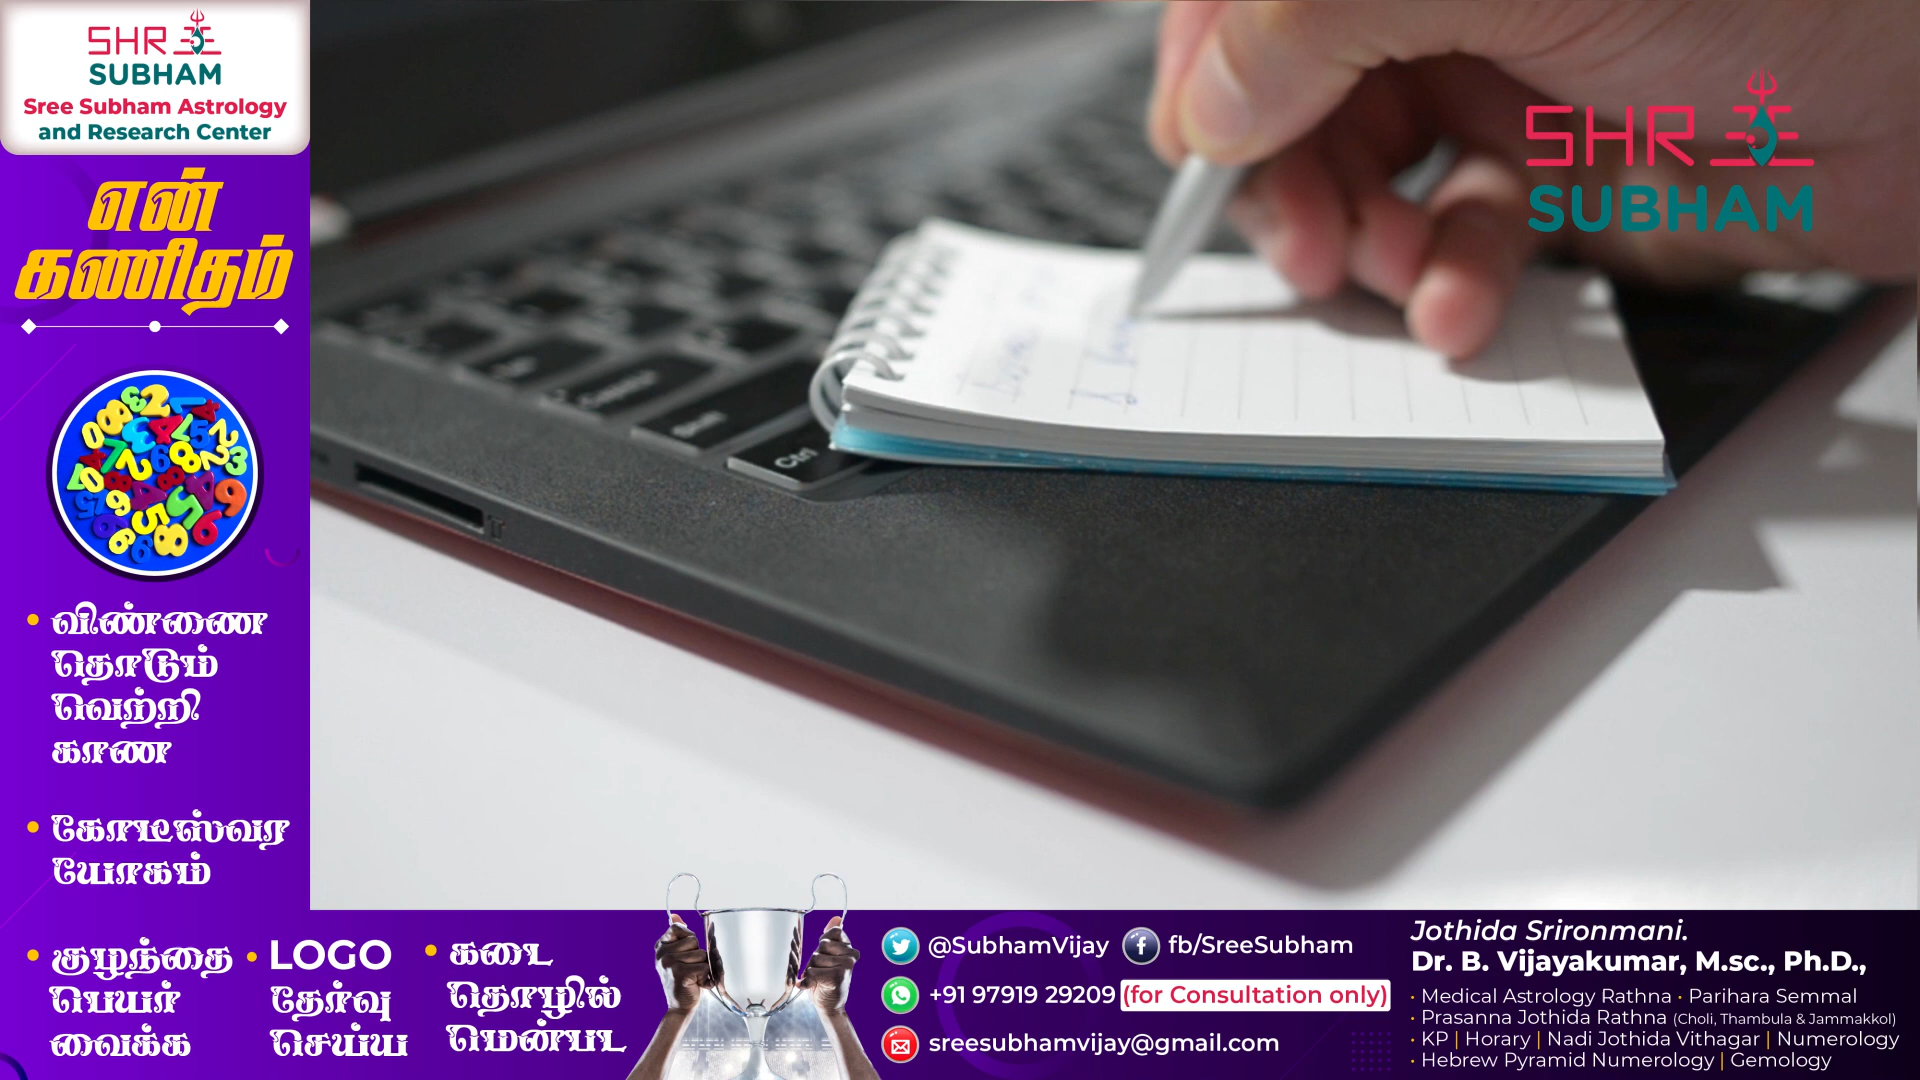 SHREE
SUBHAM
Sree Subham Astrology
and Research Center
என்
கணிதம்
• விண்ணை
தொடும்
வெற்றி
காண
• கோடீஸ்வர
யோகம்
• குழந்தை
பெயர்
வைக்க
• LOGO
தேர்வு
செய்ய
• கடை
தொழில்
மென்பட
SHREE
SUBHAM
Ctrl
@SubhamVijay
fb/SreeSubham
+91 97919 29209 (for Consultation only)
sreesubhamvijay@gmail.com
Jothida Srironmani.
Dr. B. Vijayakumar, M.sc., Ph.D.,
· Medical Astrology Rathna · Parihara Semmal
· Prasanna Jothida Rathna (Choli, Thambula & Jammakkol)
· KP | Horary | Nadi Jothida Vithagar | Numerology
· Hebrew Pyramid Numerology | Gemology